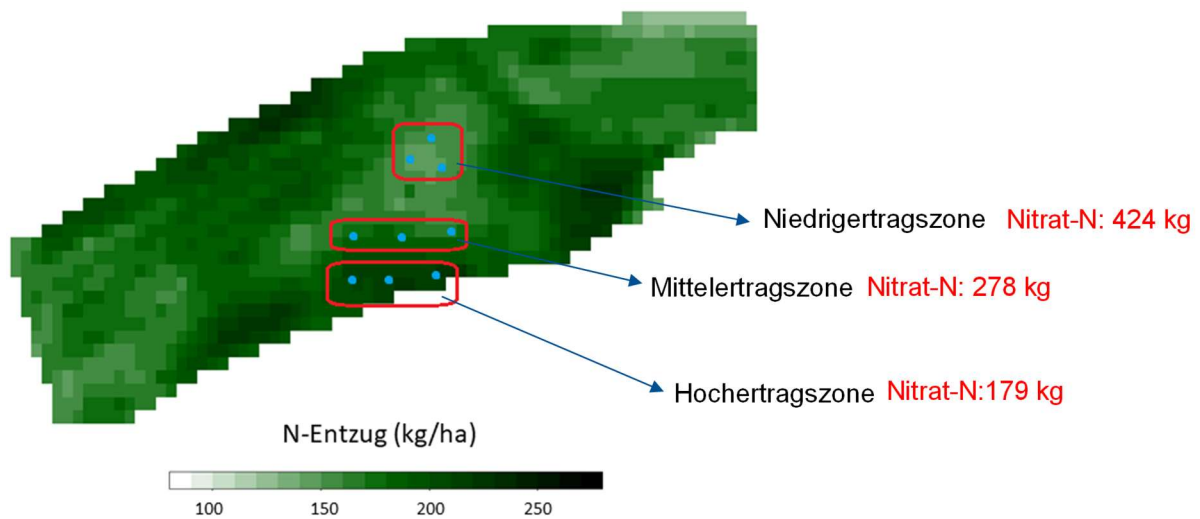 Niedrigertragszone Nitrat-N: 424 kg
Mittelertragszone Nitrat-N: 278 kg
Hochertragszone Nitrat-N:179 kg
N-Entzug (kg/ha)
100 150 200 250